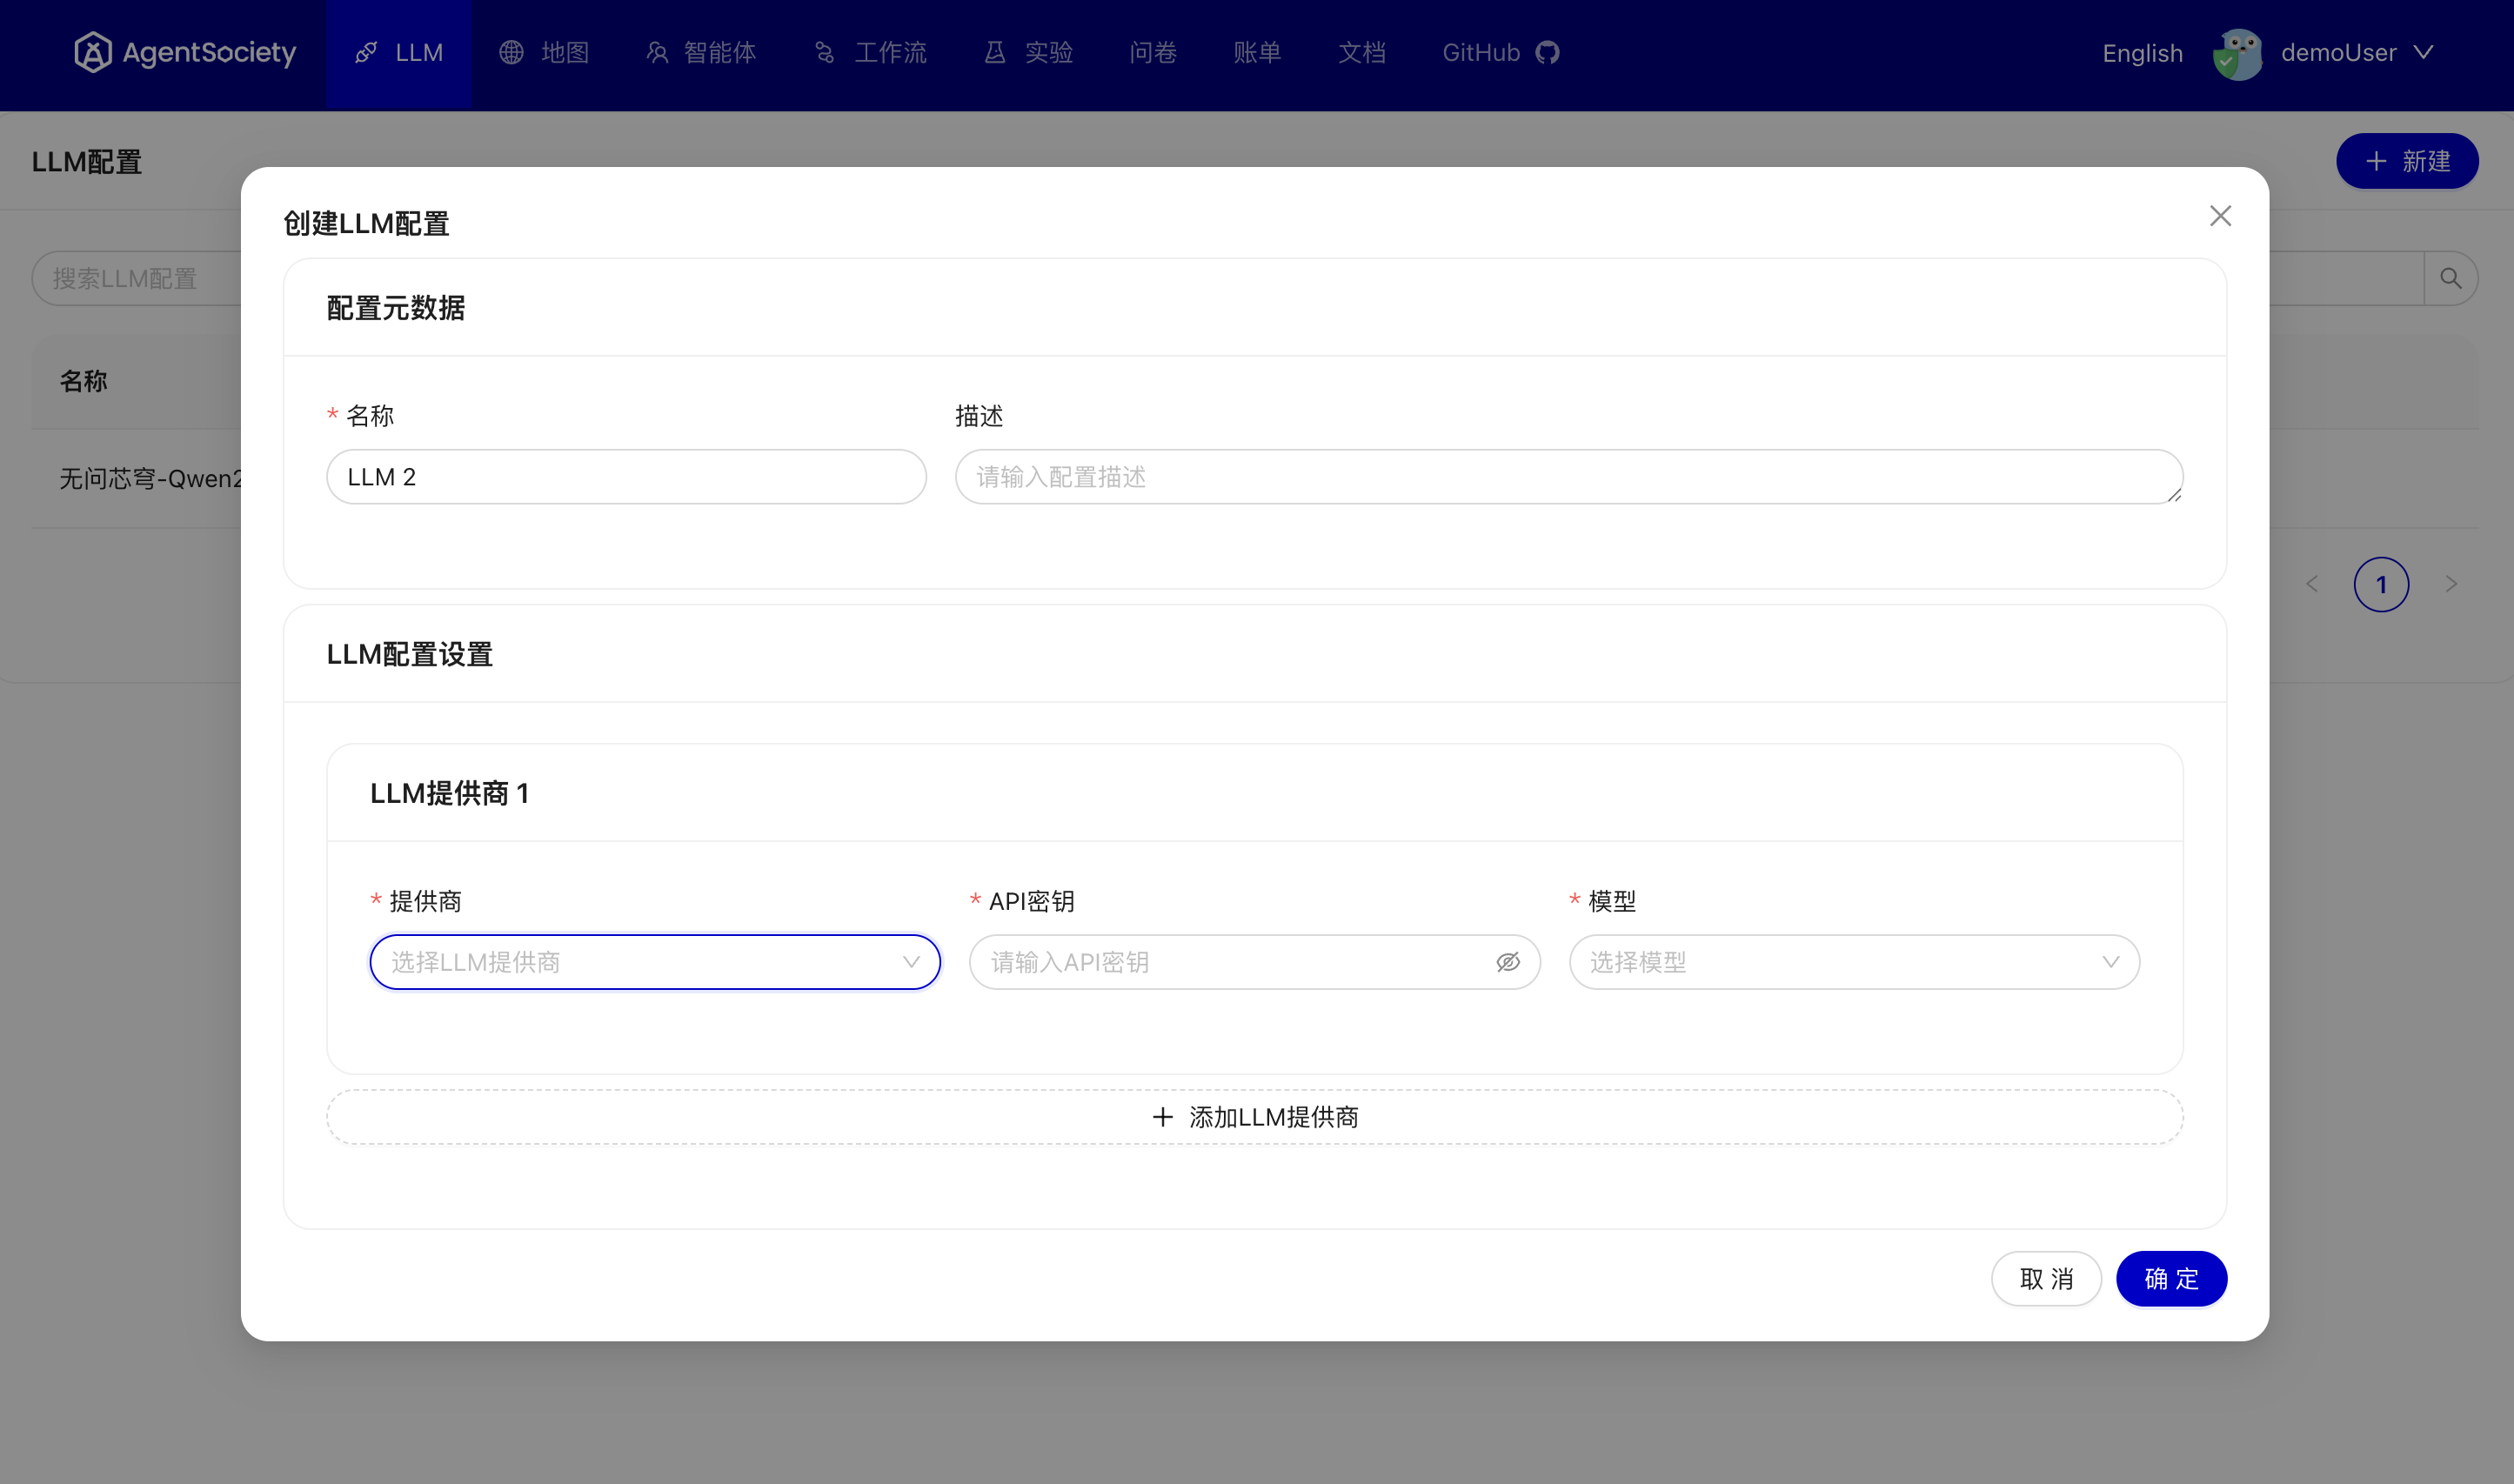 AgentSociety LLM 地图 智能体 工作流 实验 问卷 账单 文档 GitHub English demoUser
LLM配置
新建
创建LLM配置
搜索LLM配置
配置元数据
名称
* 名称
描述
LLM 2
请输入配置描述
无问芯穹-Qwen2
1
LLM配置设置
LLM提供商 1
* 提供商
* API密钥
* 模型
选择LLM提供商
请输入API密钥
选择模型
添加LLM提供商
取 消
确 定